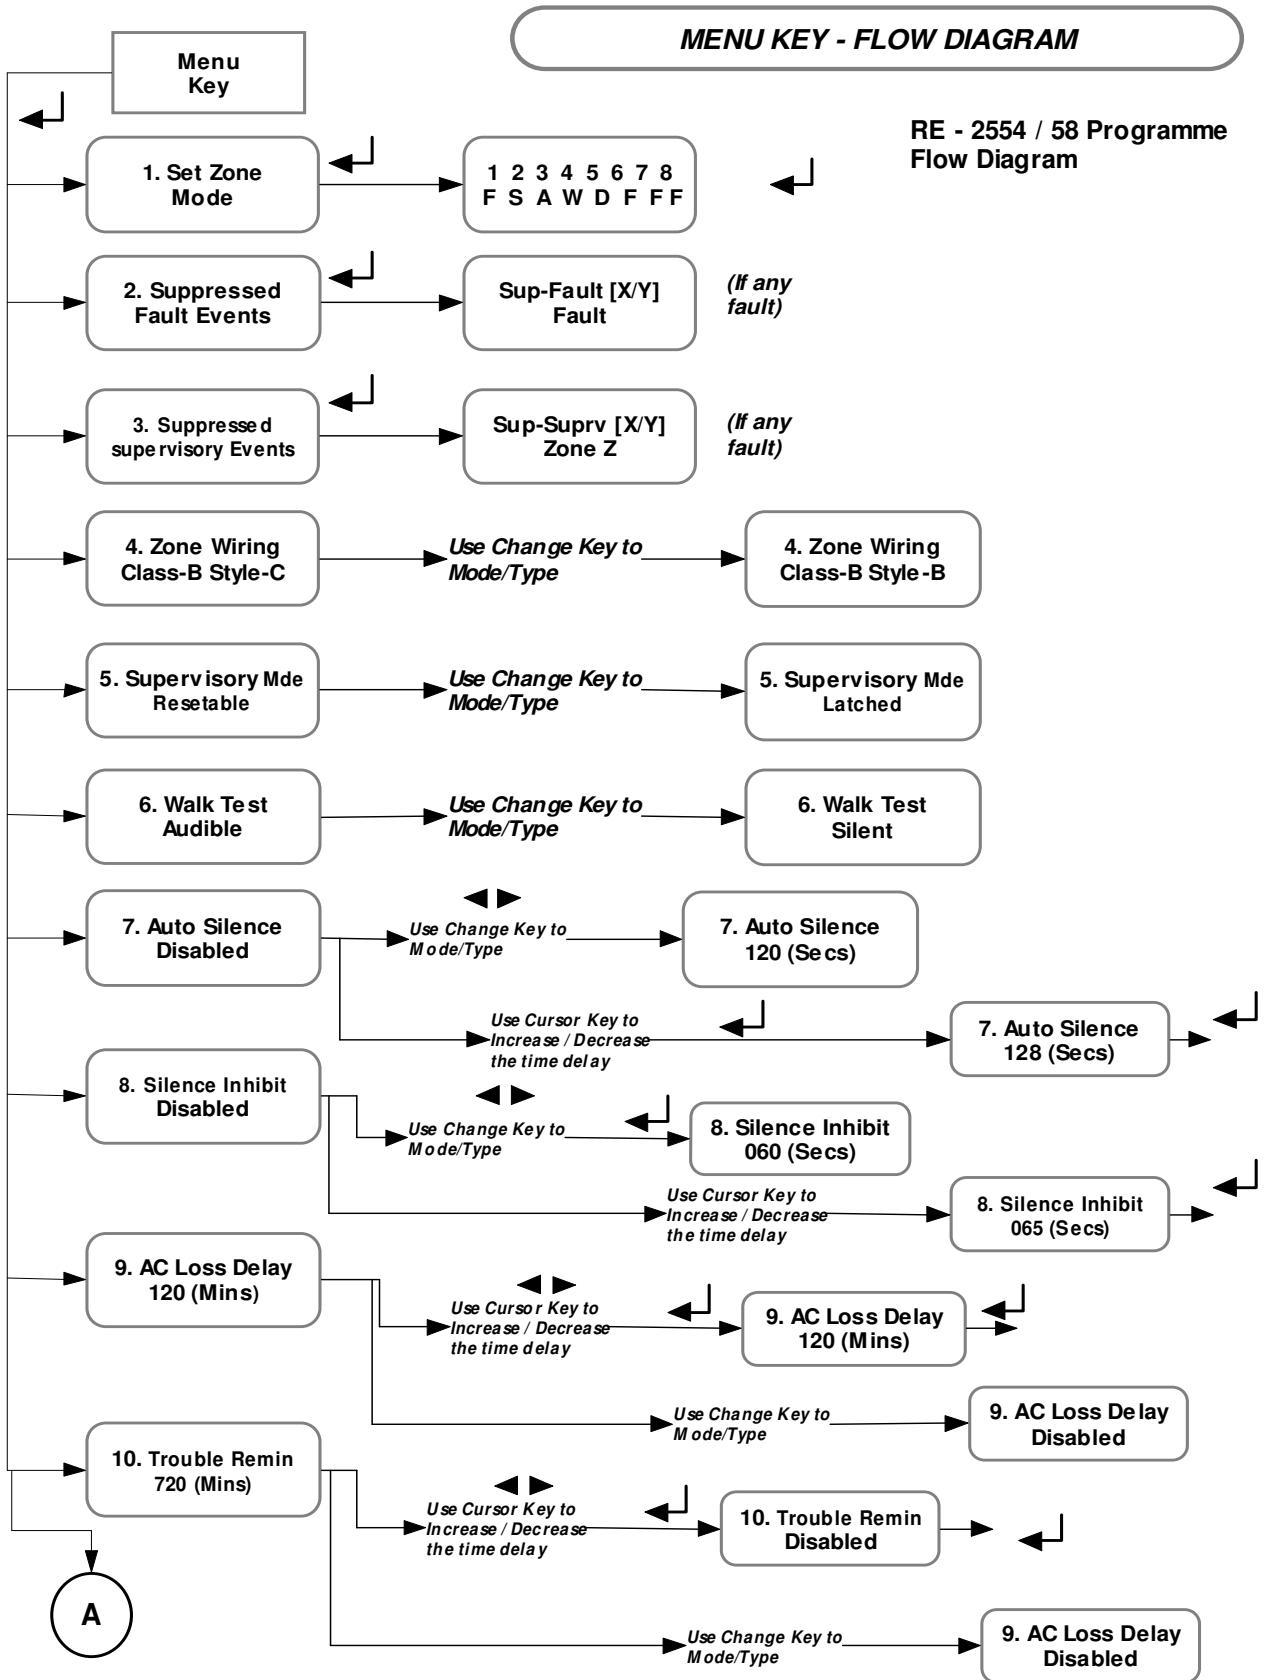 MENU KEY - FLOW DIAGRAM
Menu
Key
RE - 2554 / 58 Programme
Flow Diagram
1. Set Zone
Mode
1 2 3 4 5 6 7 8
F S A W D F F F
2. Suppressed
Fault Events
Sup-Fault [X/Y]
Fault
(If any
fault)
3. Suppressed
supervisory Events
Sup-Suprv [X/Y]
Zone Z
(If any
fault)
4. Zone Wiring
Class-B Style-C
Use Change Key to
Mode/Type
4. Zone Wiring
Class-B Style-B
5. Supervisory Mde
Resetable
Use Change Key to
Mode/Type
5. Supervisory Mde
Latched
6. Walk Test
Audible
Use Change Key to
Mode/Type
6. Walk Test
Silent
7. Auto Silence
Disabled
Use Change Key to
Mode/Type
7. Auto Silence
120 (Secs)
Use Cursor Key to
Increase / Decrease
the time delay
7. Auto Silence
128 (Secs)
8. Silence Inhibit
Disabled
Use Change Key to
Mode/Type
8. Silence Inhibit
060 (Secs)
Use Cursor Key to
Increase / Decrease
the time delay
8. Silence Inhibit
065 (Secs)
9. AC Loss Delay
120 (Mins)
Use Cursor Key to
Increase / Decrease
the time delay
9. AC Loss Delay
120 (Mins)
Use Change Key to
Mode/Type
9. AC Loss Delay
Disabled
10. Trouble Remin
720 (Mins)
Use Cursor Key to
Increase / Decrease
the time delay
10. Trouble Remin
Disabled
A
Use Change Key to
Mode/Type
9. AC Loss Delay
Disabled